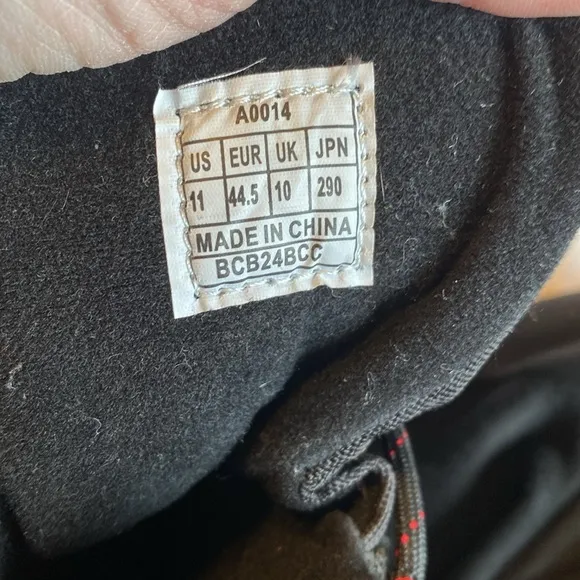 A0014
US EUR UK JPN
11 44.5 10 290
MADE IN CHINA
BCB24BCC